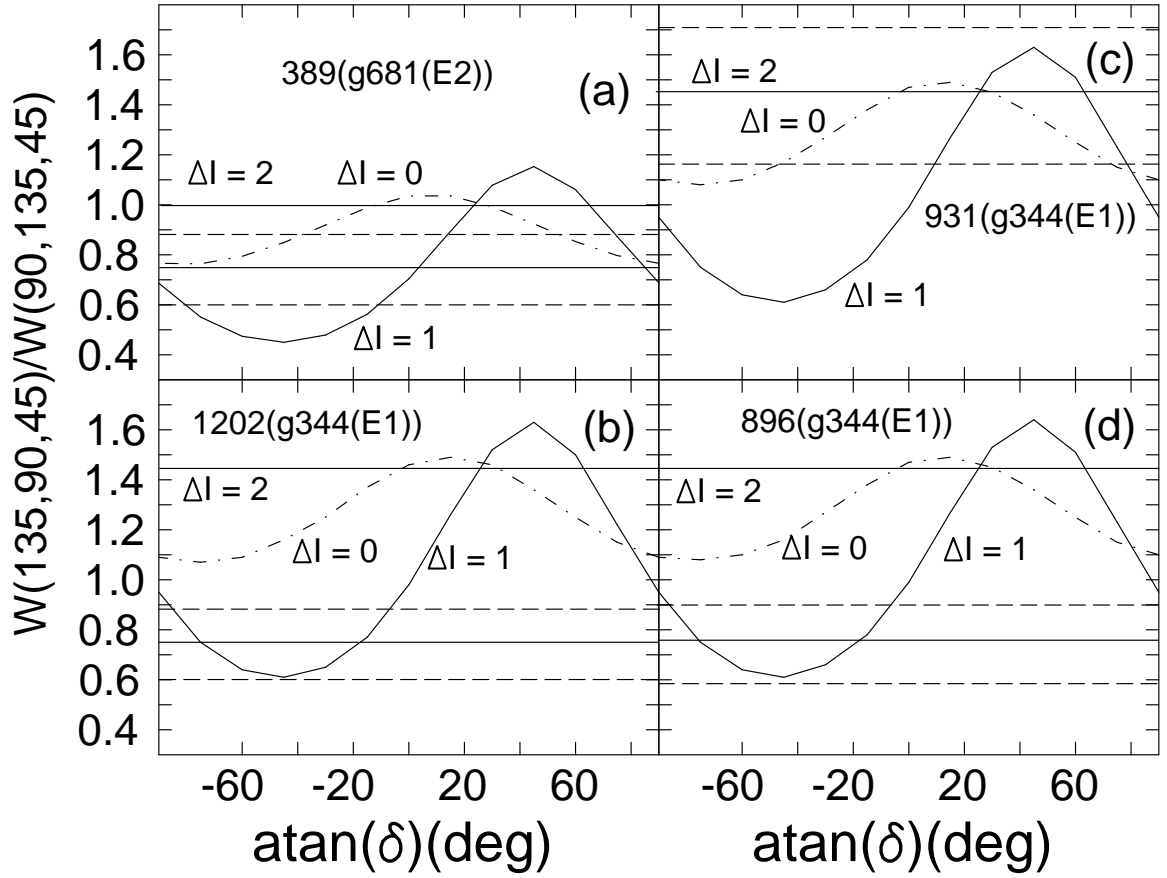 W(135,90,45)/W(90,135,45)
1.6
1.4
1.2
1.0
0.8
0.6
0.4
389(g681(E2))
(a)
ΔI = 2
ΔI = 0
ΔI = 1
(c)
ΔI = 2
ΔI = 0
931(g344(E1))
ΔI = 1
1.6
1.4
1.2
1.0
0.8
0.6
0.4
1202(g344(E1))
(b)
ΔI = 2
ΔI = 0
ΔI = 1
896(g344(E1))
(d)
ΔI = 2
ΔI = 0
ΔI = 1
-60 -20 20 60
-60 -20 20 60
atan(δ)(deg)
atan(δ)(deg)